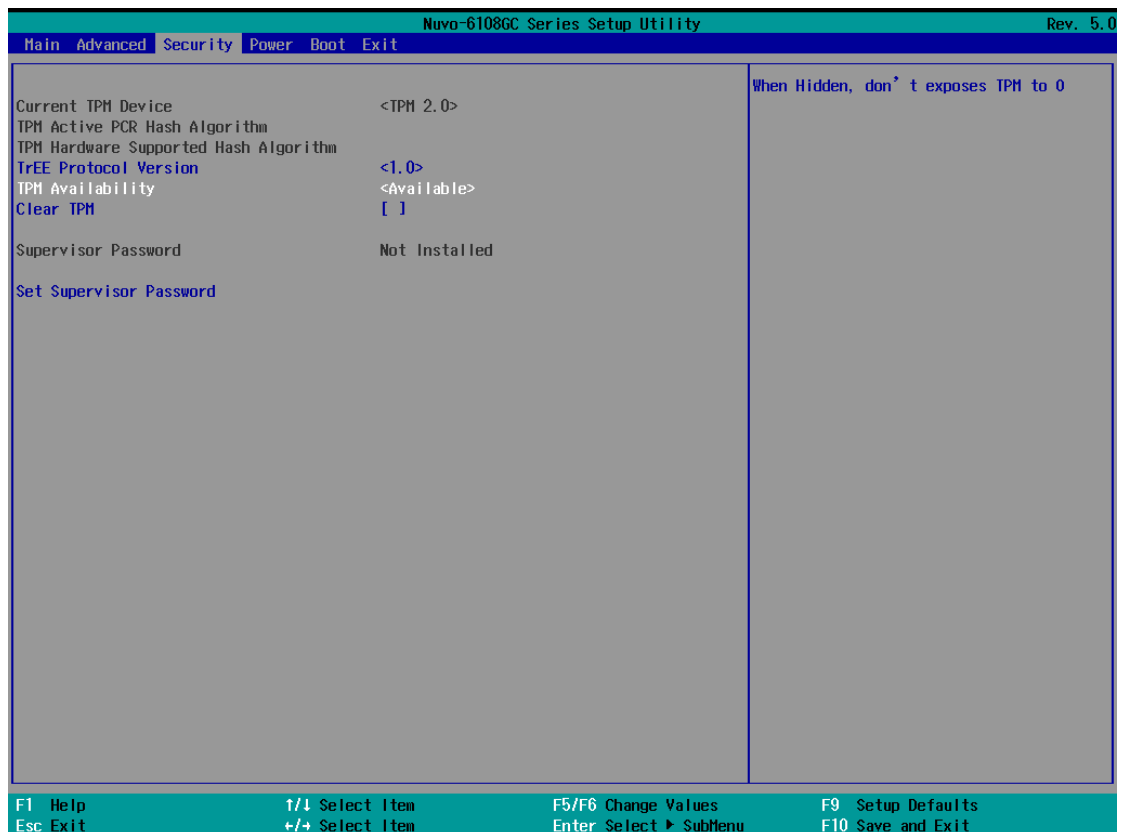 Nuvo-6108GC Series Setup Utility Rev. 5.0
Main Advanced Security Power Boot Exit
When Hidden, don't exposes TPM to 0
Current TPM Device <TPM 2.0>
TPM Active PCR Hash Algorithm
TPM Hardware Supported Hash Algorithm
TrEE Protocol Version <1.0>
TPM Availability <Available>
Clear TPM [ ]
Supervisor Password Not Installed
Set Supervisor Password
F1 Help ↑/↓ Select Item F5/F6 Change Values F9 Setup Defaults
Esc Exit ←/→ Select Item Enter Select ▶ SubMenu F10 Save and Exit